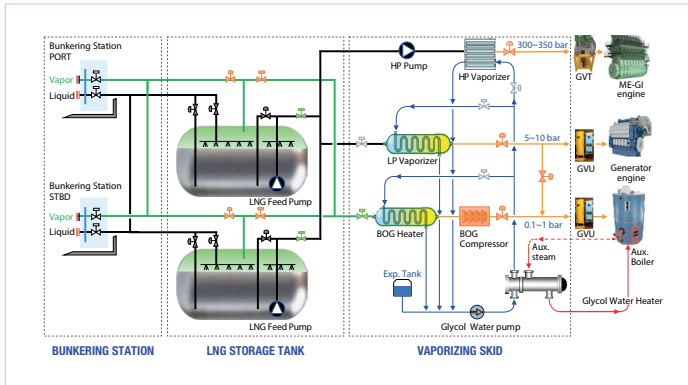 Bunkering Station
PORT
Vapor
Liquid
Bunkering Station
STBD
Vapor
Liquid
LNG Feed Pump
LNG Feed Pump
HP Pump
HP Vaporizer
300~350 bar
GVT
ME-GI
engine
LP Vaporizer
5~10 bar
GVU
Generator
engine
BOG Heater
BOG
Compressor
0.1~1 bar
GVU
Aux.
Boiler
Aux.
steam
Exp. Tank
Glycol Water pump
Glycol Water Heater
BUNKERING STATION
LNG STORAGE TANK
VAPORIZING SKID